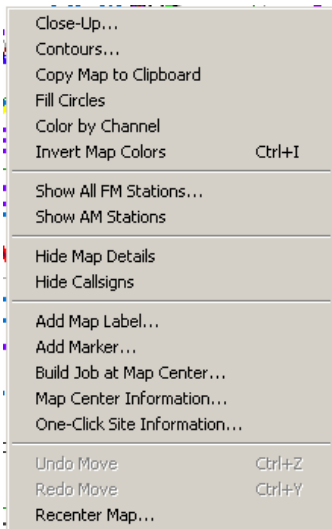 Close-Up...
Contours...
Copy Map to Clipboard
Fill Circles
Color by Channel
Invert Map Colors Ctrl+I
Show All FM Stations...
Show AM Stations
Hide Map Details
Hide Callsigns
Add Map Label...
Add Marker...
Build Job at Map Center...
Map Center Information...
One-Click Site Information...
Undo Move Ctrl+Z
Redo Move Ctrl+Y
Recenter Map...